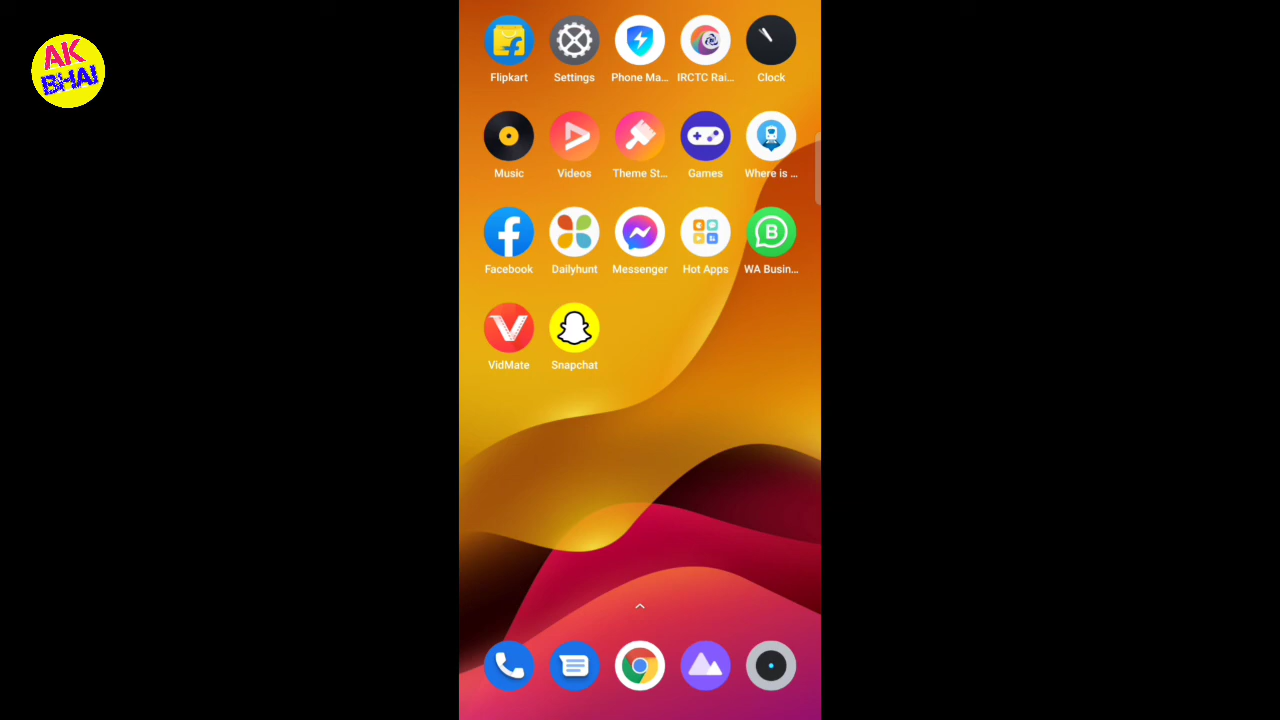 AK
BHAI
Flipkart Settings Phone Ma... IRCTC Rai... Clock
Music Videos Theme St... Games Where is ...
Facebook Dailyhunt Messenger Hot Apps WA Busin...
B
VidMate Snapchat